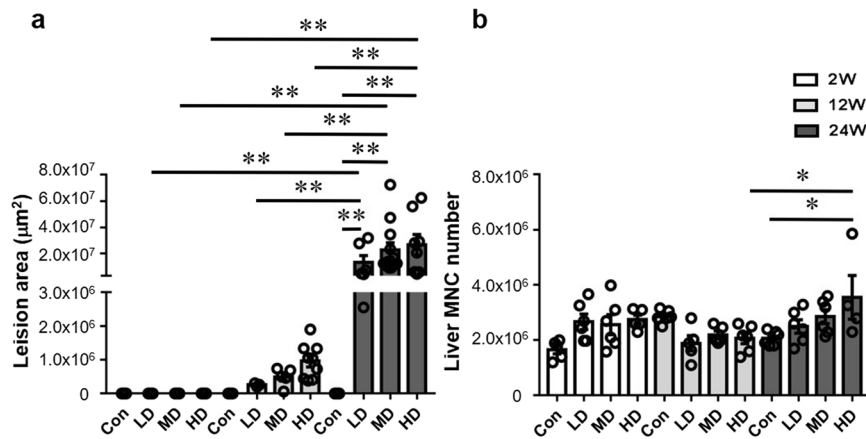 a
**
**
**
**
**
**
**
**
**
Leision area (μm²)
8.0x10⁷
6.0x10⁷
4.0x10⁷
2.0x10⁷
3.0x10⁶
2.0x10⁶
1.0x10⁶
0
Con LD MD HD Con LD MD HD Con LD MD HD
b
2W
12W
24W
*
*
Liver MNC number
8.0x10⁶
6.0x10⁶
4.0x10⁶
2.0x10⁶
0
Con LD MD HD Con LD MD HD Con LD MD HD